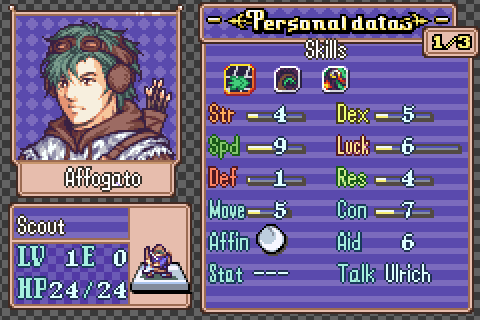 Personal data
1/3
Skills
Affogato
Scout
LV 1 E 0
HP 24/24
Str 4 Dex 5
Spd 9 Luck 6
Def 1 Res 4
Move 5 Con 7
Affin Aid 6
Stat --- Talk Ulrich